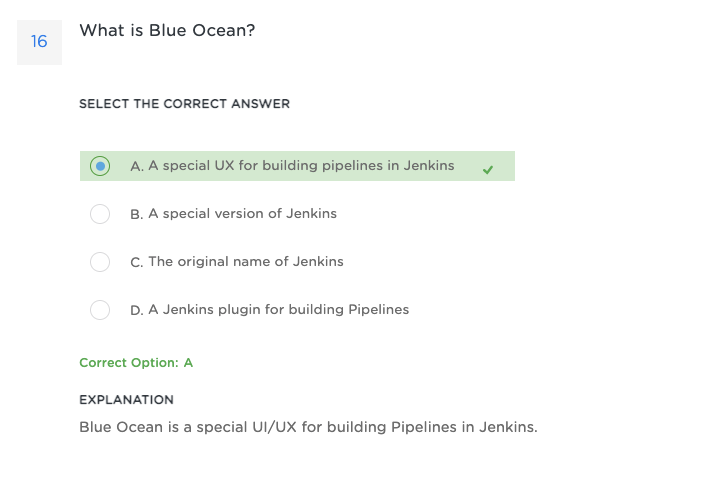 16
What is Blue Ocean?
SELECT THE CORRECT ANSWER
A. A special UX for building pipelines in Jenkins
B. A special version of Jenkins
C. The original name of Jenkins
D. A Jenkins plugin for building Pipelines
Correct Option: A
EXPLANATION
Blue Ocean is a special UI/UX for building Pipelines in Jenkins.